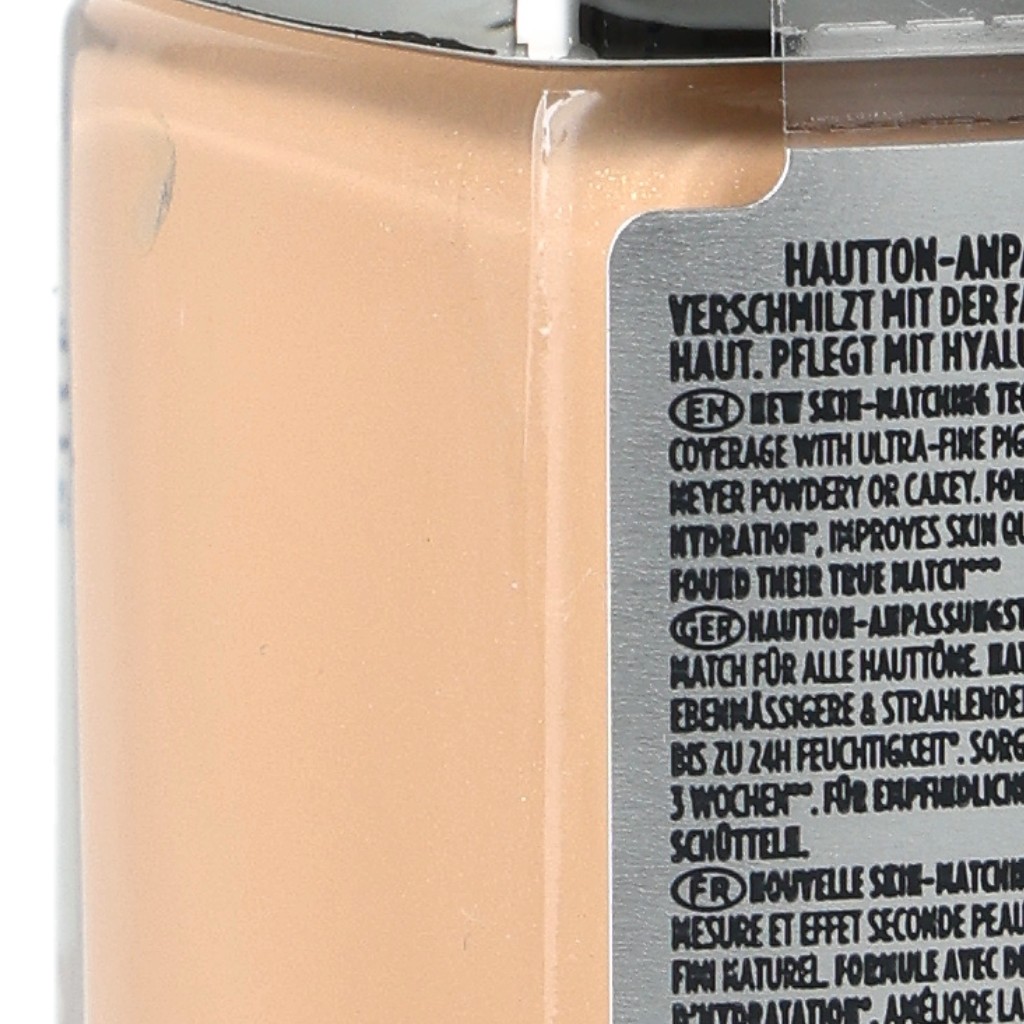 HAUTTON-ANPA
VERSCHMILZT MIT DER FA
HAUT. PFLEGT MIT HYALU
EN NEW SKIN-MATCHING TEC
COVERAGE WITH ULTRA-FINE PIG
NEVER POWDERY OR CAKEY. FOR
HYDRATION*, IMPROVES SKIN QU
FOUND THEIR TRUE MATCH***
GER HAUTTON-ANPASSUNGST
MATCH FÜR ALLE HAUTTÖNE. NAT
EBENMÄSSIGERE & STRAHLENDE
BIS ZU 24H FEUCHTIGKEIT*. SORG
3 WOCHEN**. FÜR EMPFINDLICH
SCHÜTTELN.
FR NOUVELLE SKIN-MATCHIN
MESURE ET EFFET SECONDE PEAU
FINI NATUREL. FORMULE AVEC D
D'HYDRATATION*, AMÉLIORE LA